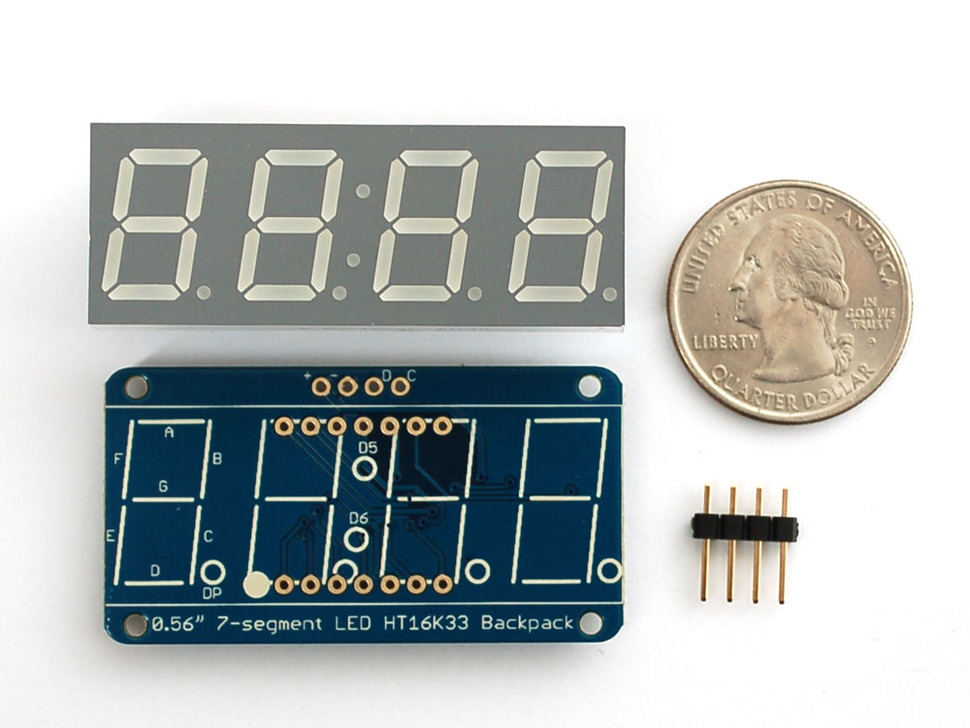 UNITED STATES OF AMERICA
LIBERTY
IN
GOD WE
TRUST
QUARTER DOLLAR
+ - D C
A
F B
G
E C
D
DP
D5
D6
0.56" 7-segment LED HT16K33 Backpack